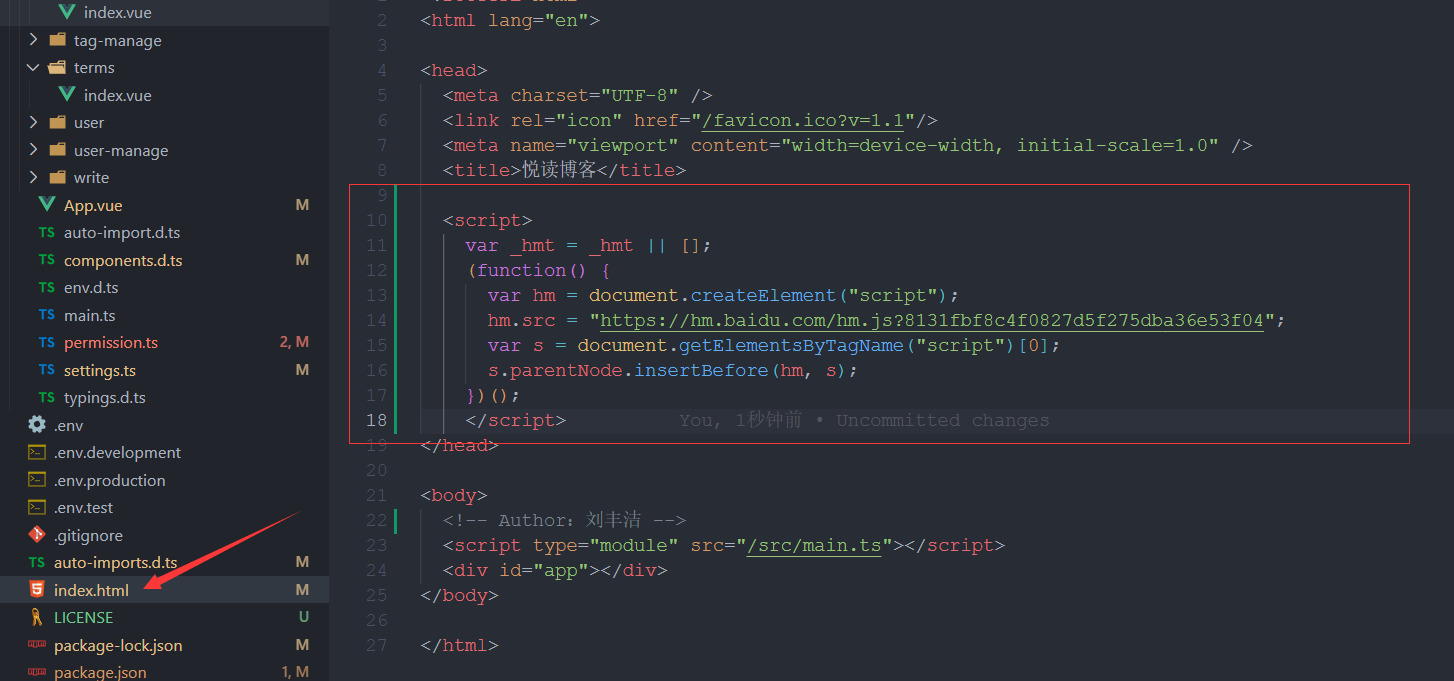 index.vue
tag-manage
terms
index.vue
user
user-manage
write
App.vue M
auto-import.d.ts
components.d.ts M
env.d.ts
main.ts
permission.ts 2, M
settings.ts M
typings.d.ts
.env
.env.development
.env.production
.env.test
.gitignore
auto-imports.d.ts M
index.html M
LICENSE U
package-lock.json M
package.json 1, M
2 <html lang="en">
3
4 <head>
5 <meta charset="UTF-8" />
6 <link rel="icon" href="/favicon.ico?v=1.1"/>
7 <meta name="viewport" content="width=device-width, initial-scale=1.0" />
8 <title>悦读博客</title>
9
10 <script>
11 var _hmt = _hmt || [];
12 (function() {
13 var hm = document.createElement("script");
14 hm.src = "https://hm.baidu.com/hm.js?8131fbf8c4f0827d5f275dba36e53f04";
15 var s = document.getElementsByTagName("script")[0];
16 s.parentNode.insertBefore(hm, s);
17 })();
18 </script> You, 1秒钟前 • Uncommitted changes
19 </head>
20
21 <body>
22 <!-- Author：刘丰洁 -->
23 <script type="module" src="/src/main.ts"></script>
24 <div id="app"></div>
25 </body>
26
27 </html>